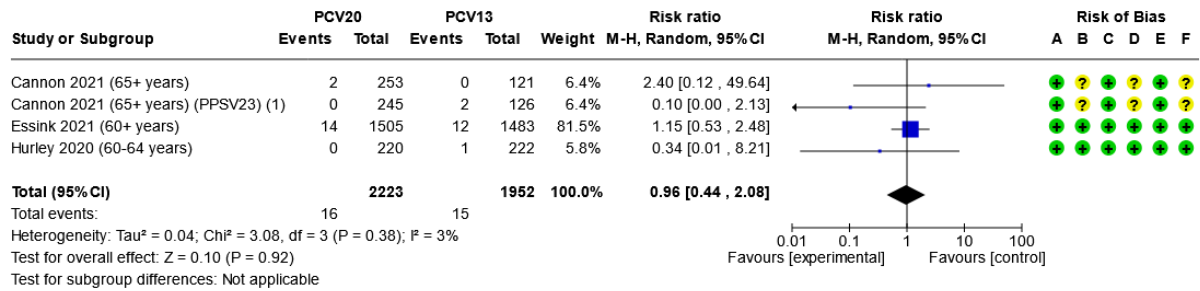 PCV20 PCV13 Risk ratio Risk ratio Risk of Bias
Study or Subgroup Events Total Events Total Weight M-H, Random, 95% CI M-H, Random, 95% CI A B C D E F
Cannon 2021 (65+ years) 2 253 0 121 6.4% 2.40 [0.12 , 49.64] + ? + ? + ?
Cannon 2021 (65+ years) (PPSV23) (1) 0 245 2 126 6.4% 0.10 [0.00 , 2.13] + ? + ? + ?
Essink 2021 (60+ years) 14 1505 12 1483 81.5% 1.15 [0.53 , 2.48] + + + + + +
Hurley 2020 (60-64 years) 0 220 1 222 5.8% 0.34 [0.01 , 8.21] + + + + + +
Total (95% CI) 2223 1952 100.0% 0.96 [0.44 , 2.08]
Total events: 16 15
Heterogeneity: Tau² = 0.04; Chi² = 3.08, df = 3 (P = 0.38); I² = 3% 0.01 0.1 1 10 100
Test for overall effect: Z = 0.10 (P = 0.92) Favours [experimental] Favours [control]
Test for subgroup differences: Not applicable